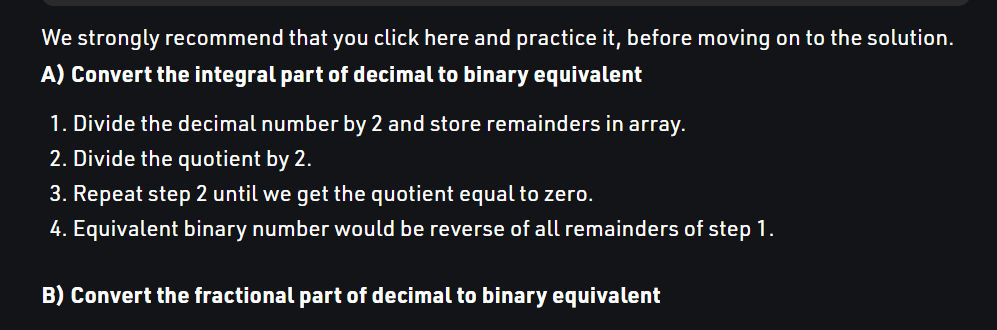 We strongly recommend that you click here and practice it, before moving on to the solution.
A) Convert the integral part of decimal to binary equivalent
1. Divide the decimal number by 2 and store remainders in array.
2. Divide the quotient by 2.
3. Repeat step 2 until we get the quotient equal to zero.
4. Equivalent binary number would be reverse of all remainders of step 1.
B) Convert the fractional part of decimal to binary equivalent